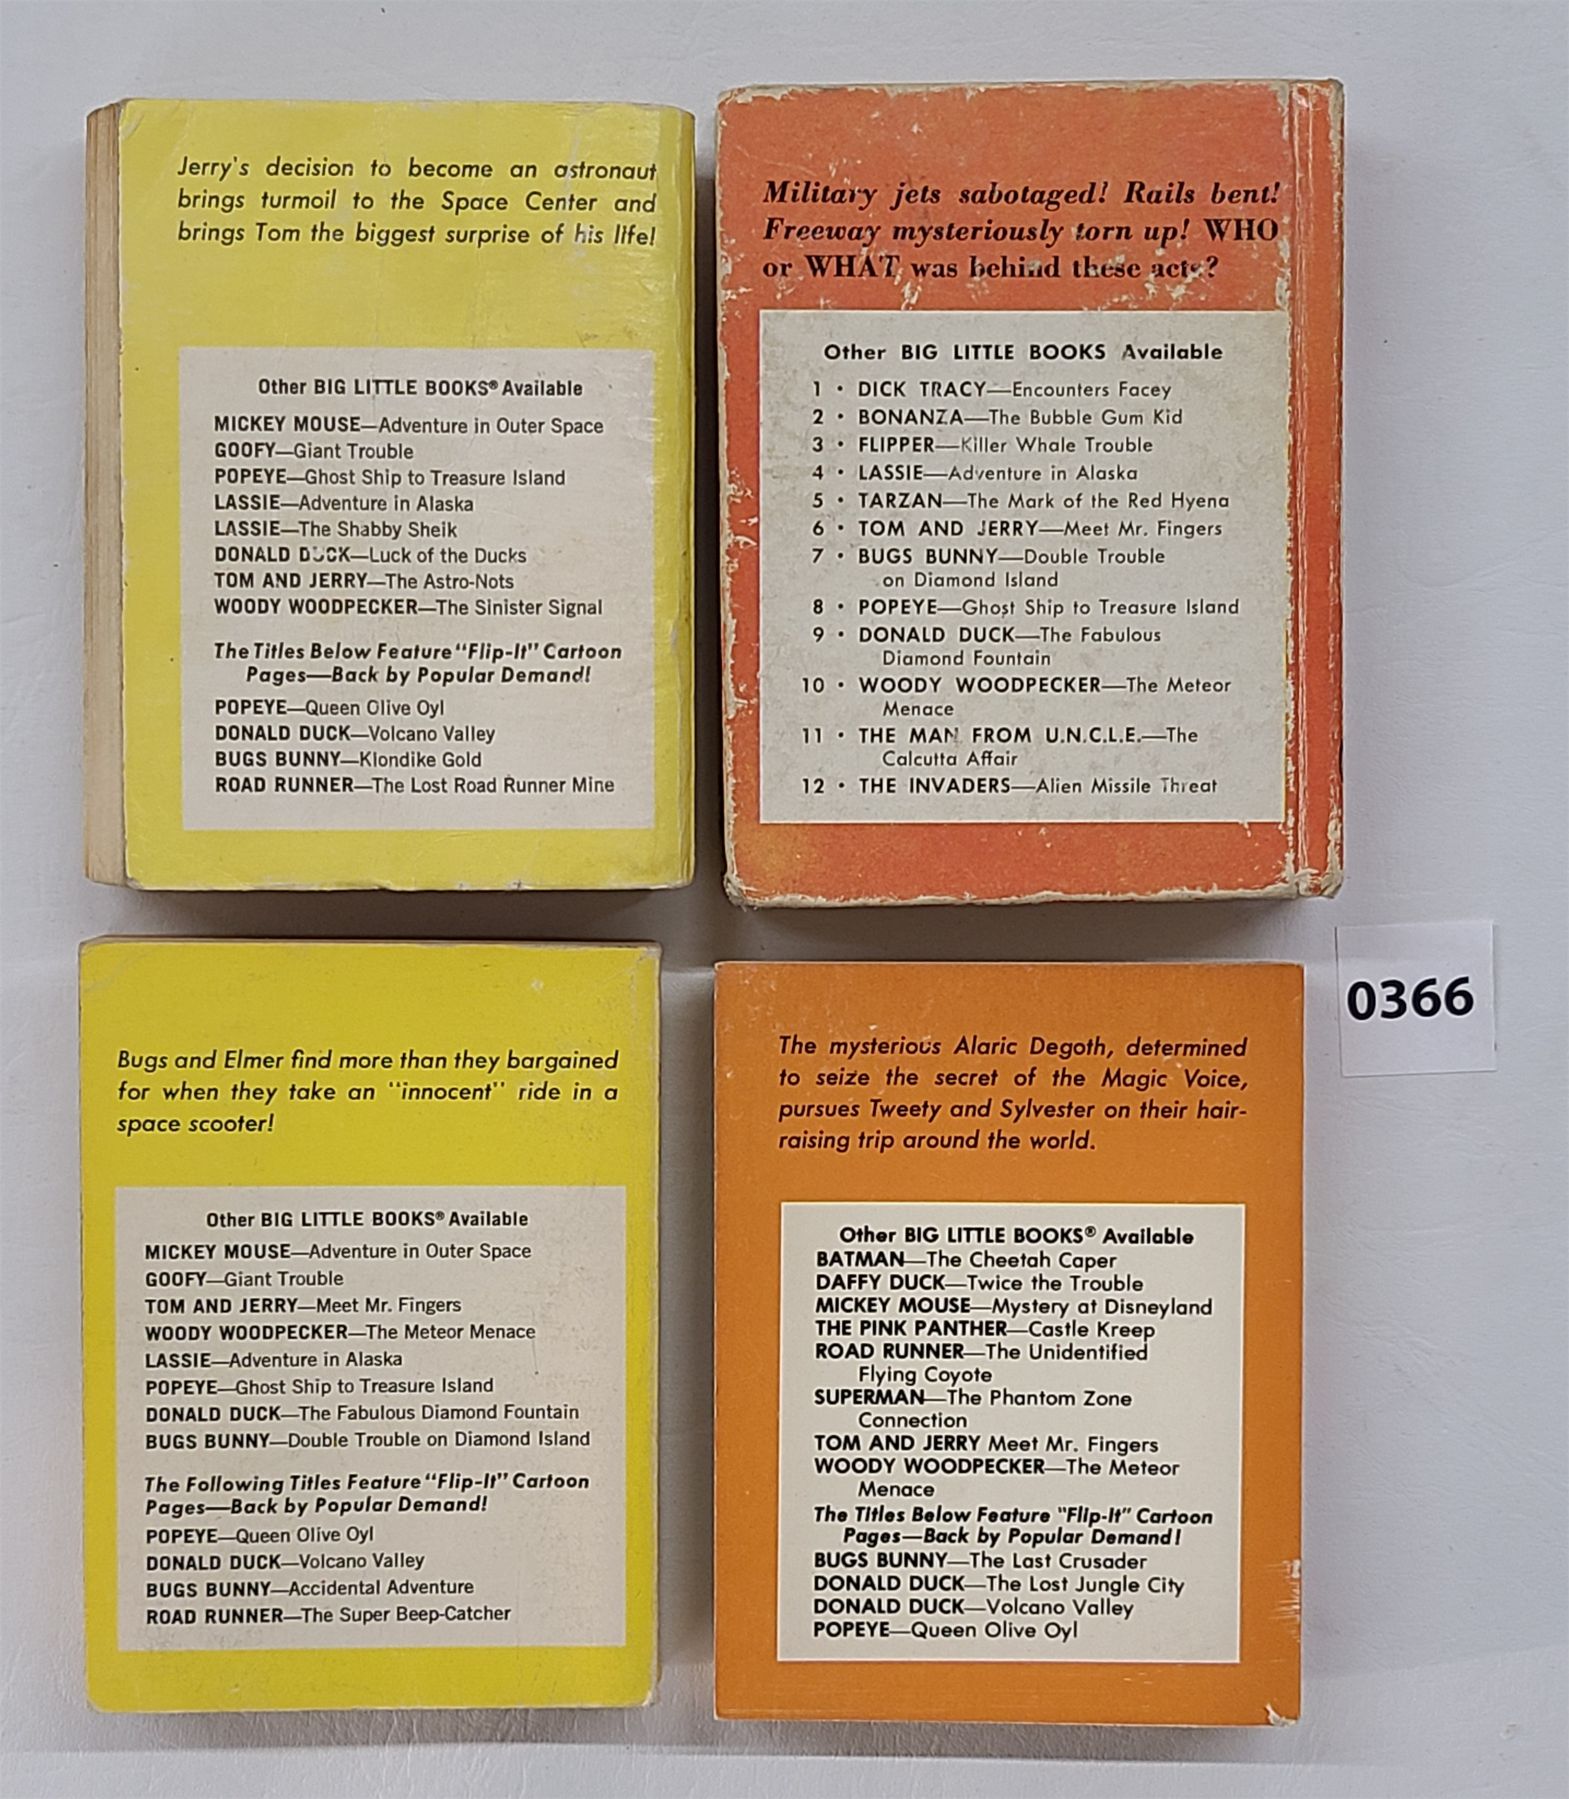 Jerry's decision to become an astronaut
brings turmoil to the Space Center and
brings Tom the biggest surprise of his life!
Other BIG LITTLE BOOKS® Available
MICKEY MOUSE—Adventure in Outer Space
GOOFY—Giant Trouble
POPEYE—Ghost Ship to Treasure Island
LASSIE—Adventure in Alaska
LASSIE—The Shabby Sheik
DONALD DUCK—Luck of the Ducks
TOM AND JERRY—The Astro-Nots
WOODY WOODPECKER—The Sinister Signal
The Titles Below Feature "Flip-It" Cartoon
Pages—Back by Popular Demand!
POPEYE—Queen Olive Oyl
DONALD DUCK—Volcano Valley
BUGS BUNNY—Klondike Gold
ROAD RUNNER—The Lost Road Runner Mine
Military jets sabotaged! Rails bent!
Freeway mysteriously torn up! WHO
or WHAT was behind these acts?
Other BIG LITTLE BOOKS Available
1 • DICK TRACY—Encounters Facey
2 • BONANZA—The Bubble Gum Kid
3 • FLIPPER—Killer Whale Trouble
4 • LASSIE—Adventure in Alaska
5 • TARZAN—The Mark of the Red Hyena
6 • TOM AND JERRY—Meet Mr. Fingers
7 • BUGS BUNNY—Double Trouble
on Diamond Island
8 • POPEYE—Ghost Ship to Treasure Island
9 • DONALD DUCK—The Fabulous
Diamond Fountain
10 • WOODY WOODPECKER—The Meteor
Menace
11 • THE MAN FROM U.N.C.L.E.—The
Calcutta Affair
12 • THE INVADERS—Alien Missile Threat
0366
Bugs and Elmer find more than they bargained
for when they take an "innocent" ride in a
space scooter!
Other BIG LITTLE BOOKS® Available
MICKEY MOUSE—Adventure in Outer Space
GOOFY—Giant Trouble
TOM AND JERRY—Meet Mr. Fingers
WOODY WOODPECKER—The Meteor Menace
LASSIE—Adventure in Alaska
POPEYE—Ghost Ship to Treasure Island
DONALD DUCK—The Fabulous Diamond Fountain
BUGS BUNNY—Double Trouble on Diamond Island
The Following Titles Feature "Flip-It" Cartoon
Pages—Back by Popular Demand!
POPEYE—Queen Olive Oyl
DONALD DUCK—Volcano Valley
BUGS BUNNY—Accidental Adventure
ROAD RUNNER—The Super Beep-Catcher
The mysterious Alaric Degoth, determined
to seize the secret of the Magic Voice,
pursues Tweety and Sylvester on their hair-
raising trip around the world.
Other BIG LITTLE BOOKS® Available
BATMAN—The Cheetah Caper
DAFFY DUCK—Twice the Trouble
MICKEY MOUSE—Mystery at Disneyland
THE PINK PANTHER—Castle Kreep
ROAD RUNNER—The Unidentified
Flying Coyote
SUPERMAN—The Phantom Zone
Connection
TOM AND JERRY Meet Mr. Fingers
WOODY WOODPECKER—The Meteor
Menace
The Titles Below Feature "Flip-It" Cartoon
Pages—Back by Popular Demand!
BUGS BUNNY—The Last Crusader
DONALD DUCK—The Lost Jungle City
DONALD DUCK—Volcano Valley
POPEYE—Queen Olive Oyl